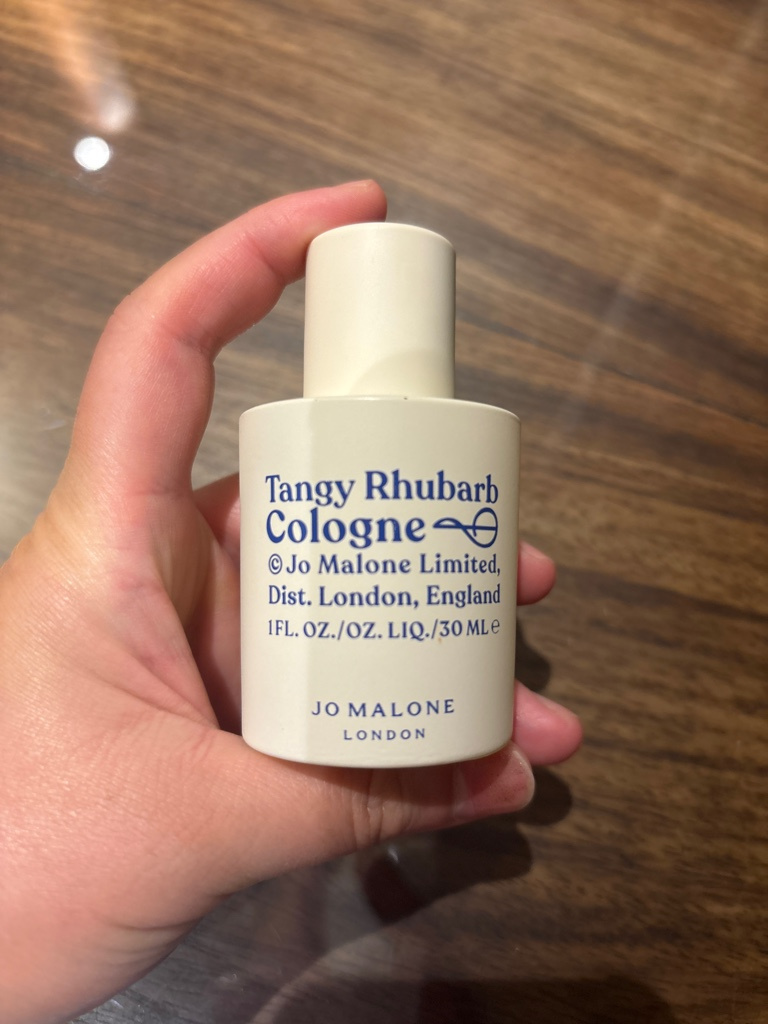 Tangy Rhubarb
Cologne
©Jo Malone Limited,
Dist. London, England
1FL. OZ./OZ. LIQ./30 ML ℮
JO MALONE
LONDON